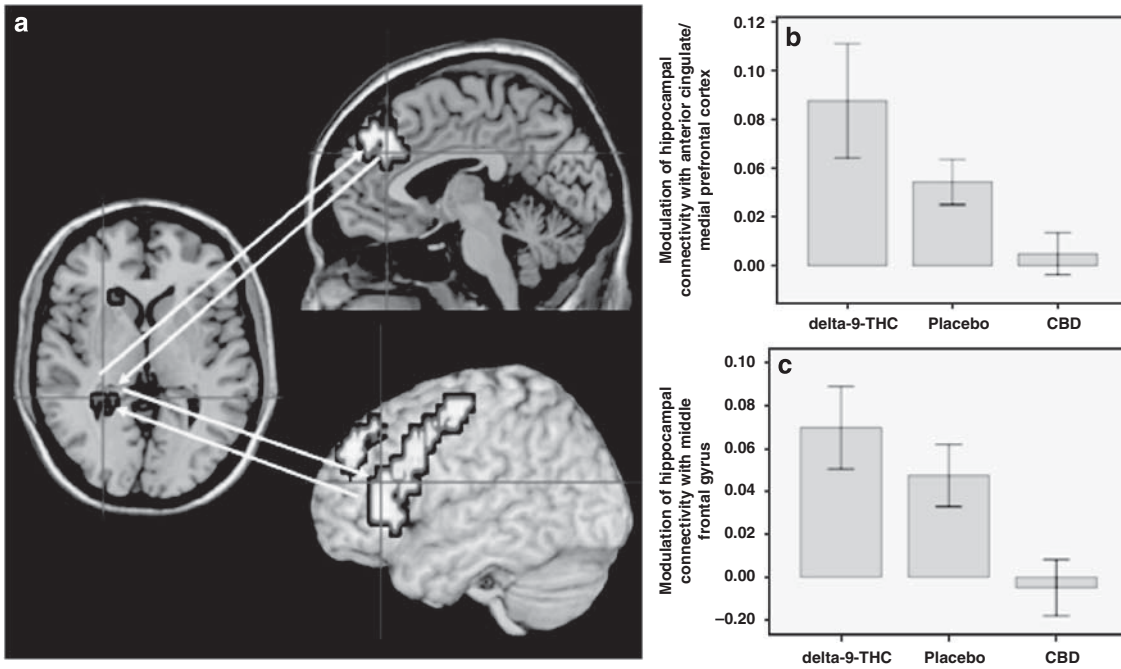 a
b
Modulation of hippocampal
connectivity with anterior cingulate/
medial prefrontal cortex
0.12
0.10
0.08
0.06
0.02
0.00
delta-9-THC Placebo CBD
c
Modulation of hippocampal
connectivity with middle
frontal gyrus
0.10
0.08
0.06
0.04
0.02
0.00
–0.20
delta-9-THC Placebo CBD